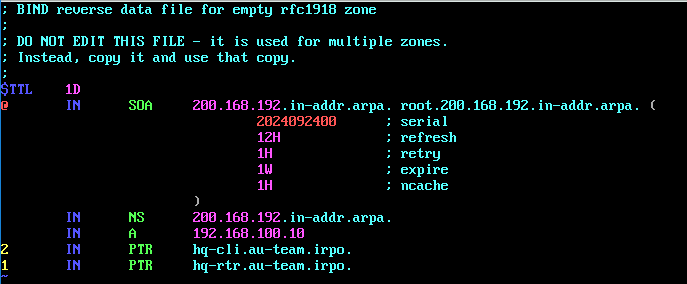 ; BIND reverse data file for empty rfc1918 zone
;
; DO NOT EDIT THIS FILE - it is used for multiple zones.
; Instead, copy it and use that copy.
;
$TTL    1D
@       IN      SOA     200.168.192.in-addr.arpa. root.200.168.192.in-addr.arpa. (
                                2024092400      ; serial
                                12H             ; refresh
                                1H              ; retry
                                1W              ; expire
                                1H              ; ncache
                        )
        IN      NS      200.168.192.in-addr.arpa.
        IN      A       192.168.100.10
2       IN      PTR     hq-cli.au-team.irpo.
1       IN      PTR     hq-rtr.au-team.irpo.
~